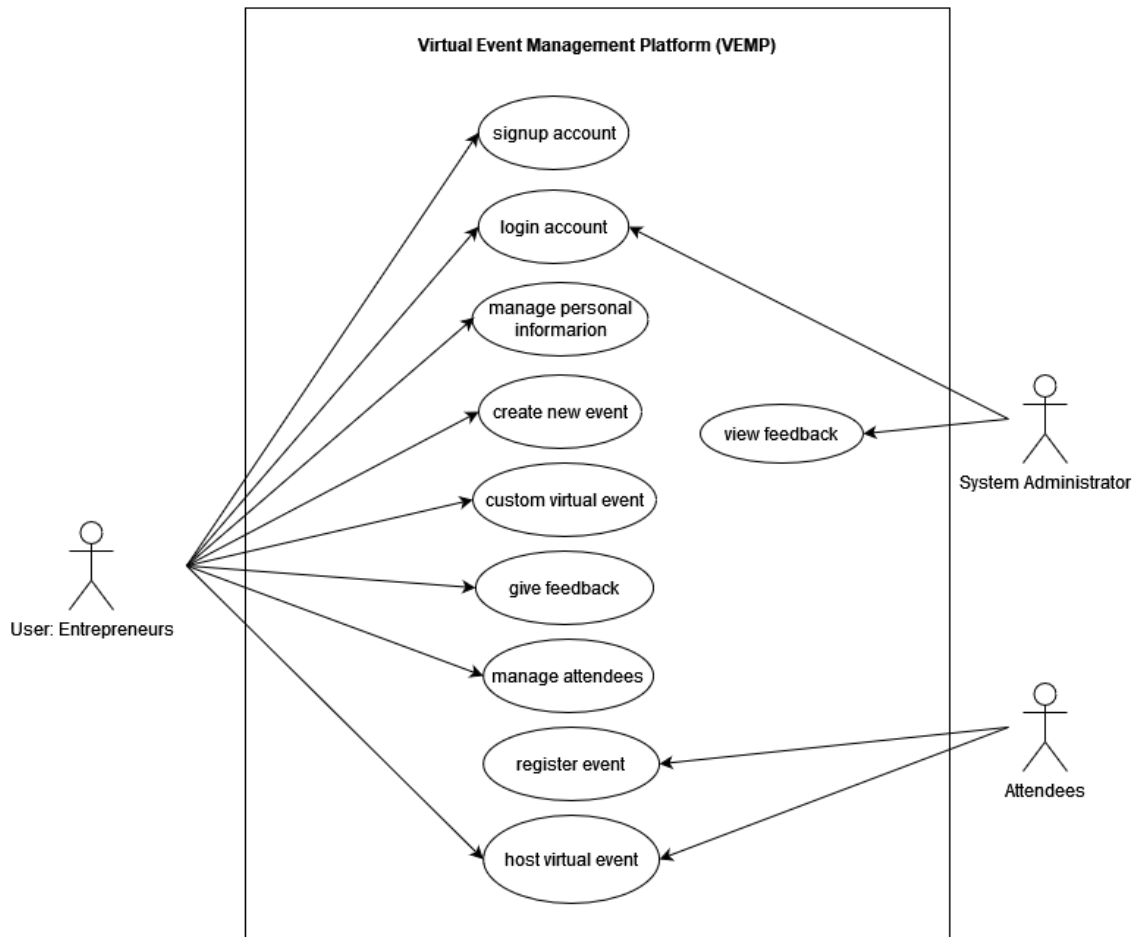 Virtual Event Management Platform (VEMP)
signup account
login account
manage personal
informarion
create new event
view feedback
System Administrator
custom virtual event
give feedback
User: Entrepreneurs
manage attendees
register event
Attendees
host virtual event